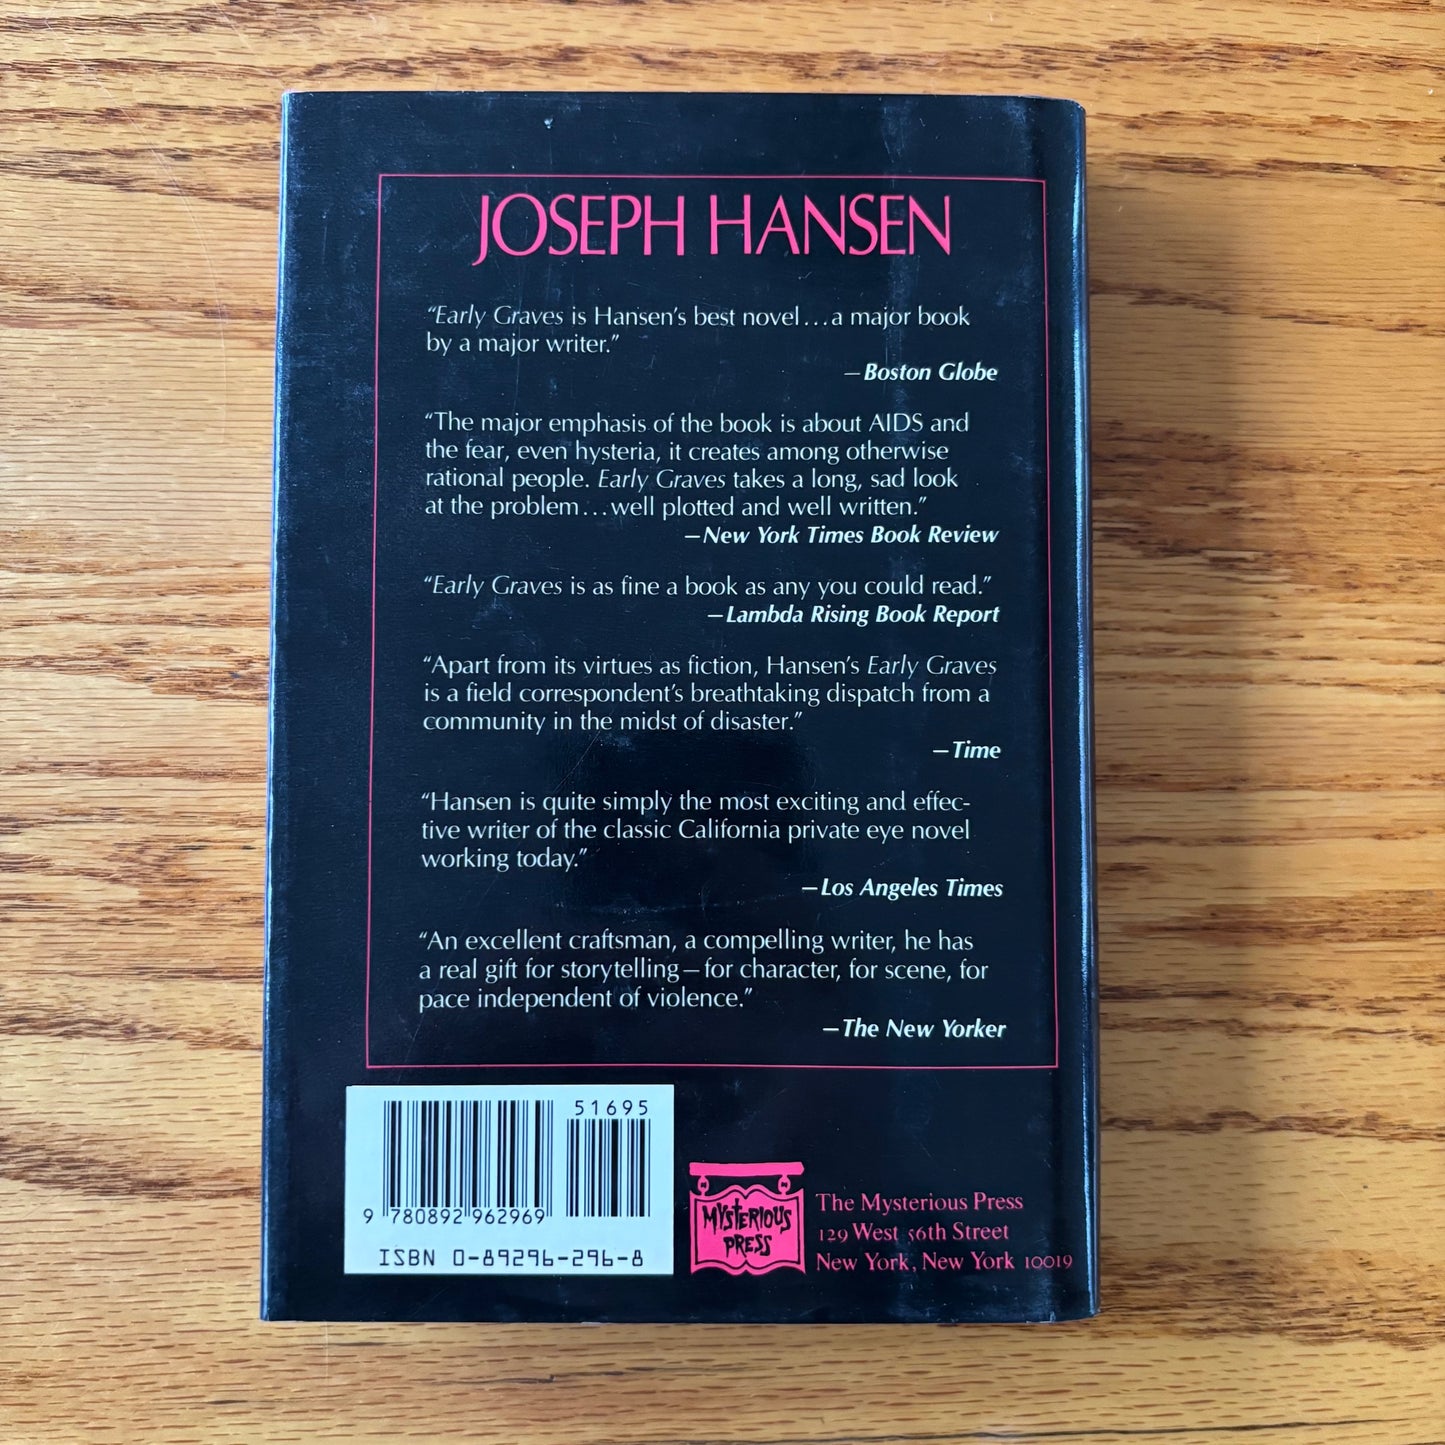 JOSEPH HANSEN
“Early Graves is Hansen’s best novel...a major book
by a major writer.”
—Boston Globe
“The major emphasis of the book is about AIDS and
the fear, even hysteria, it creates among otherwise
rational people. Early Graves takes a long, sad look
at the problem...well plotted and well written.”
—New York Times Book Review
“Early Graves is as fine a book as any you could read.”
—Lambda Rising Book Report
“Apart from its virtues as fiction, Hansen’s Early Graves
is a field correspondent’s breathtaking dispatch from a
community in the midst of disaster.”
—Time
“Hansen is quite simply the most exciting and effec-
tive writer of the classic California private eye novel
working today.”
—Los Angeles Times
“An excellent craftsman, a compelling writer, he has
a real gift for storytelling—for character, for scene, for
pace independent of violence.”
—The New Yorker
51695
9 780892 962969
ISBN 0-89296-296-8
MYSTERIOUS
PRESS
The Mysterious Press
129 West 56th Street
New York, New York 10019